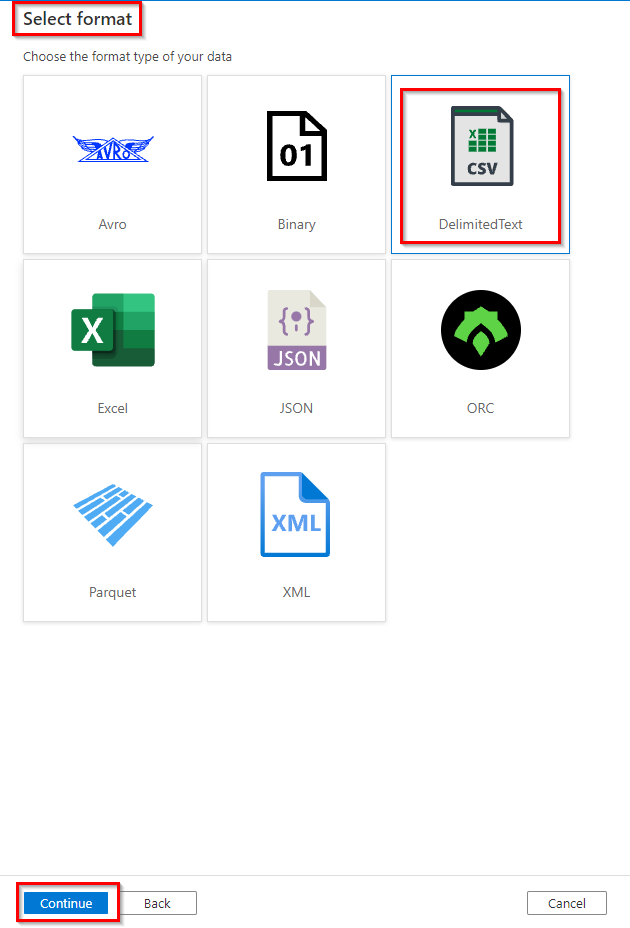 Select format
Choose the format type of your data
AVRO
01
X
CSV
Avro
Binary
DelimitedText
X
{ }
JSON
Excel
JSON
ORC
XML
Parquet
XML
Continue
Back
Cancel